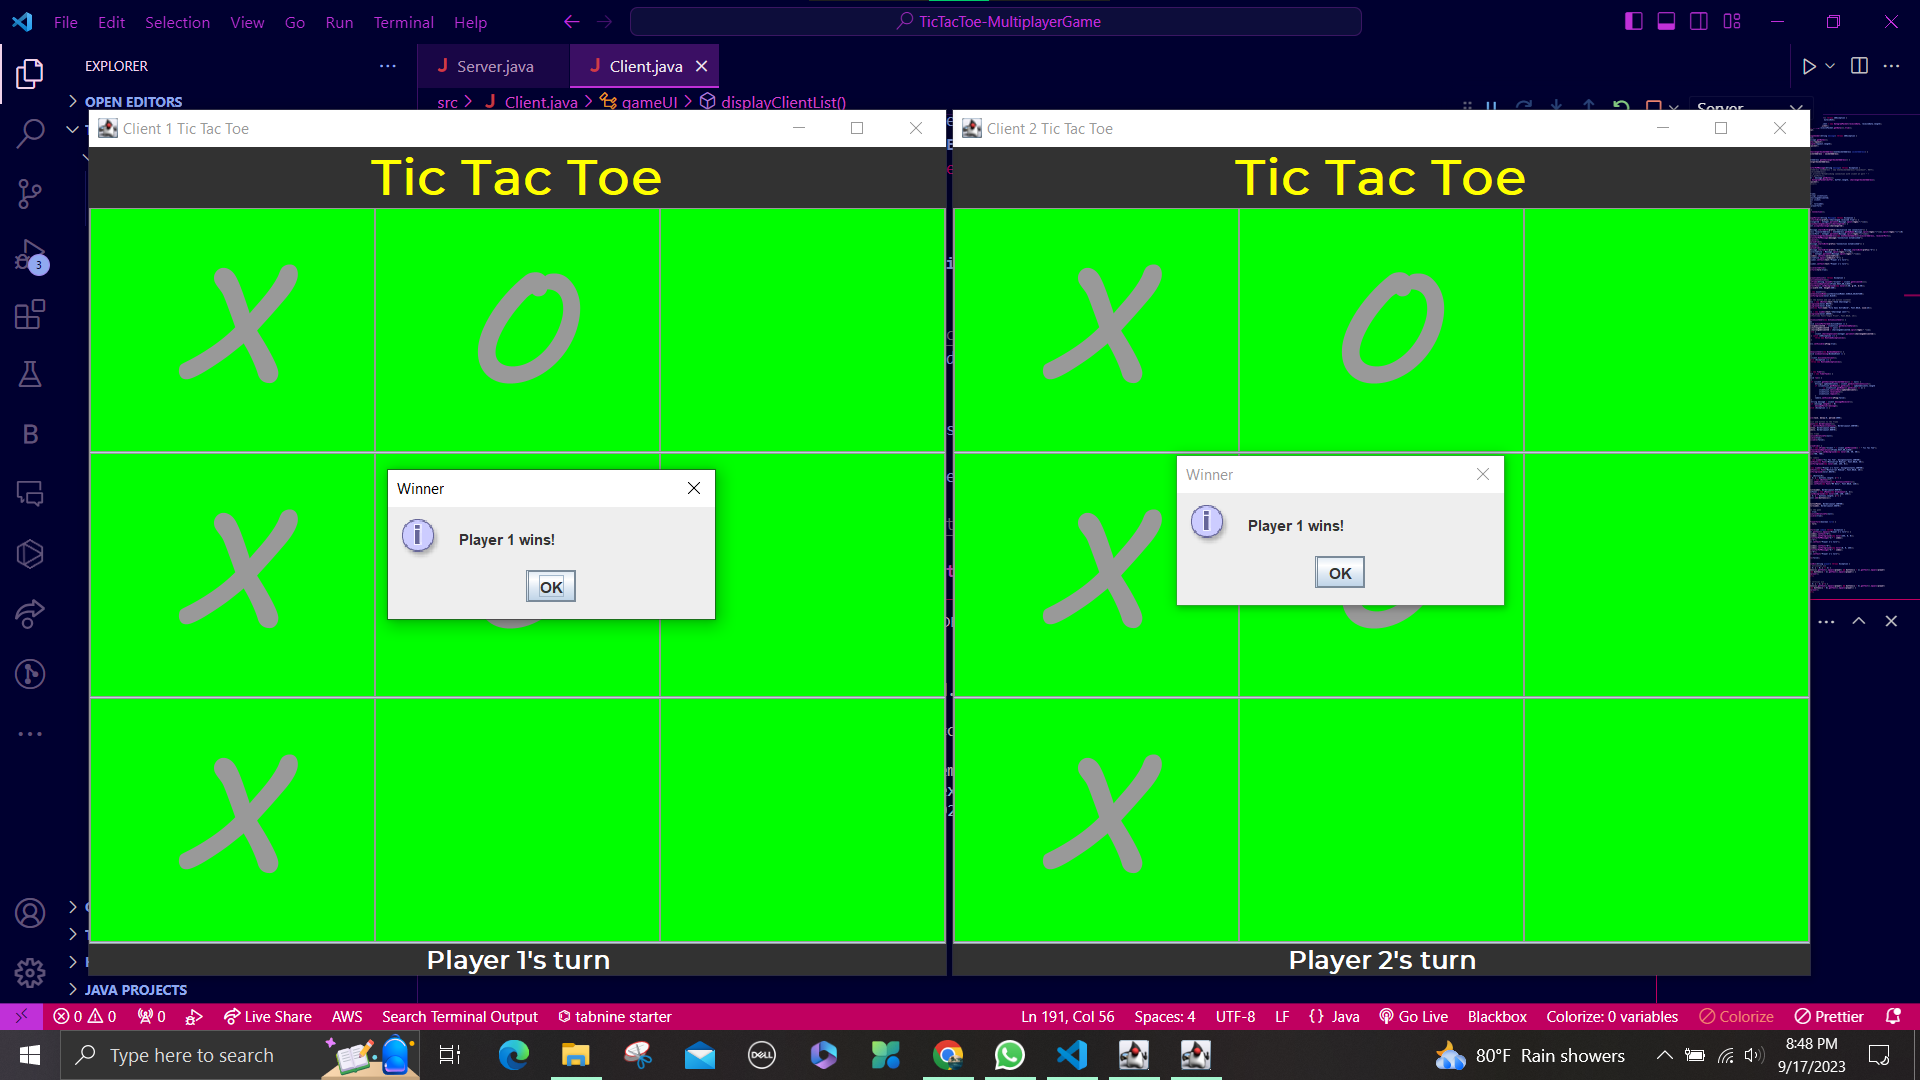 File Edit Selection View Go Run Terminal Help
TicTacToe-MultiplayerGame
EXPLORER
Server.java
Client.java
OPEN EDITORS
src > Client.java > gameUI > displayClientList()
Server
Client 1 Tic Tac Toe
Client 2 Tic Tac Toe
Tic Tac Toe
Tic Tac Toe
X O
X O
3
B
Winner
Player 1 wins!
OK
Winner
Player 1 wins!
OK
X
X
X
X
Player 1's turn
Player 2's turn
JAVA PROJECTS
0 0 0 Live Share AWS Search Terminal Output tabnine starter
Ln 191, Col 56 Spaces: 4 UTF-8 LF {} Java Go Live Blackbox Colorize: 0 variables Colorize Prettier
Type here to search
DELL
80°F Rain showers
8:48 PM
9/17/2023